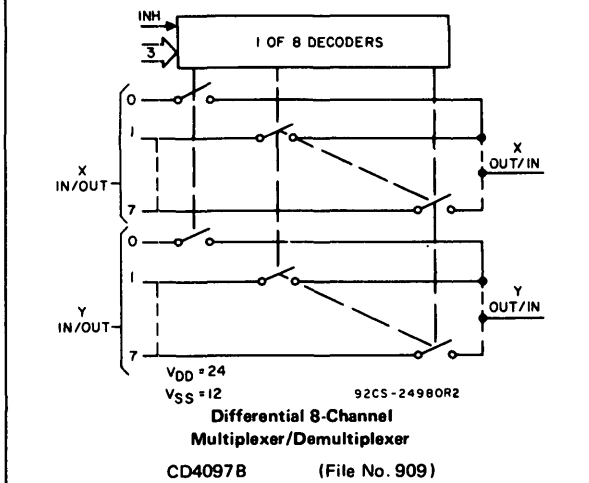 INH
3
1 OF 8 DECODERS
0
1
X
IN/OUT
7
X
OUT/IN
0
1
Y
IN/OUT
7
Y
OUT/IN
VDD = 24
VSS = 12
92CS-24980R2
Differential 8-Channel
Multiplexer/Demultiplexer
CD4097B (File No. 909)